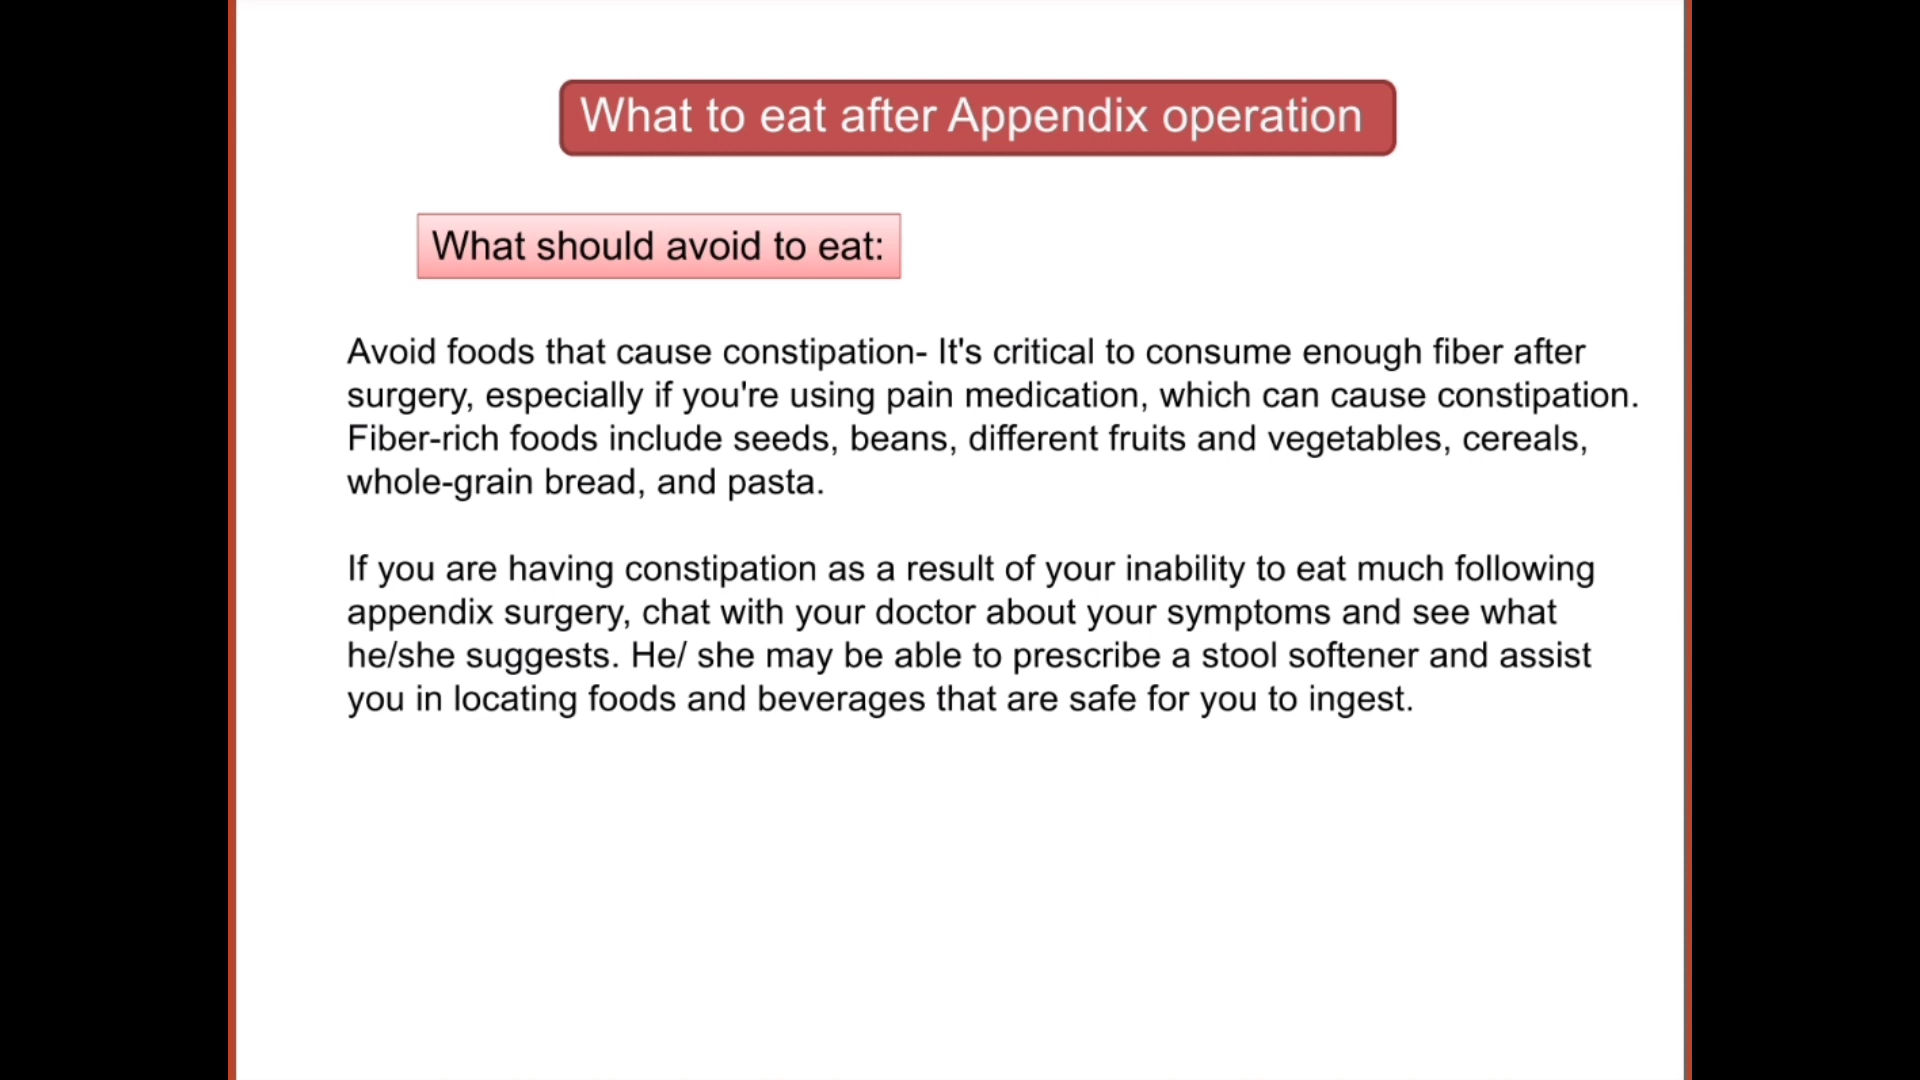 What to eat after Appendix operation
What should avoid to eat:
Avoid foods that cause constipation- It's critical to consume enough fiber after
surgery, especially if you're using pain medication, which can cause constipation.
Fiber-rich foods include seeds, beans, different fruits and vegetables, cereals,
whole-grain bread, and pasta.
If you are having constipation as a result of your inability to eat much following
appendix surgery, chat with your doctor about your symptoms and see what
he/she suggests. He/ she may be able to prescribe a stool softener and assist
you in locating foods and beverages that are safe for you to ingest.